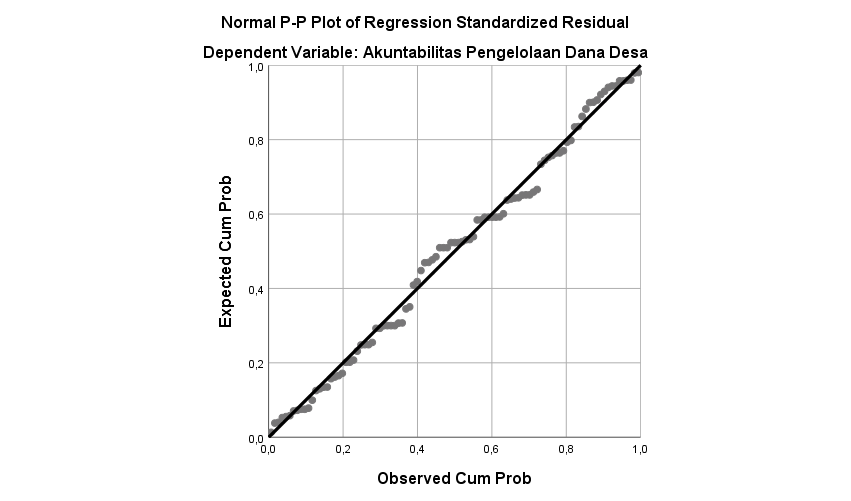 Normal P-P Plot of Regression Standardized Residual
Dependent Variable: Akuntabilitas Pengelolaan Dana Desa
1,0
0,8
0,6
0,4
0,2
0,0
Expected Cum Prob
0,0 0,2 0,4 0,6 0,8 1,0
Observed Cum Prob